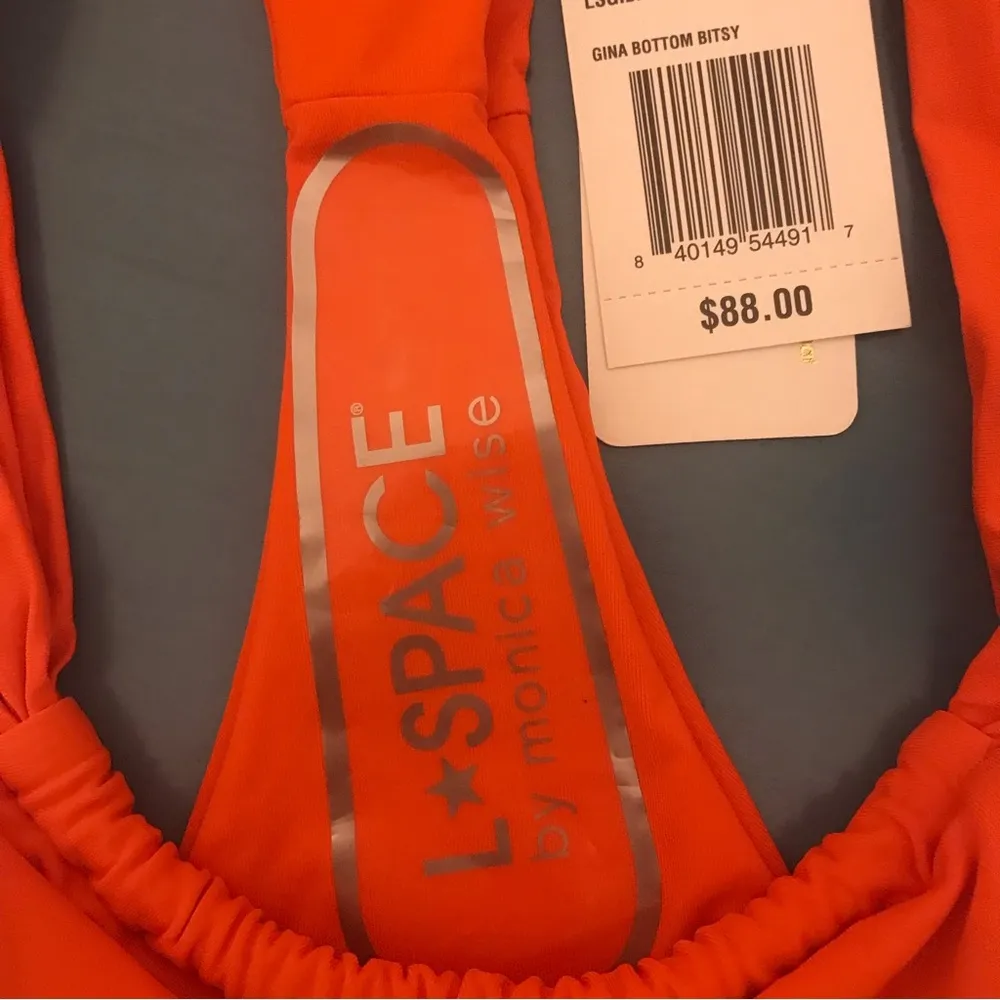 GINA BOTTOM BITSY
8 40149 54491 7
$88.00
L★SPACE®
by monica wise